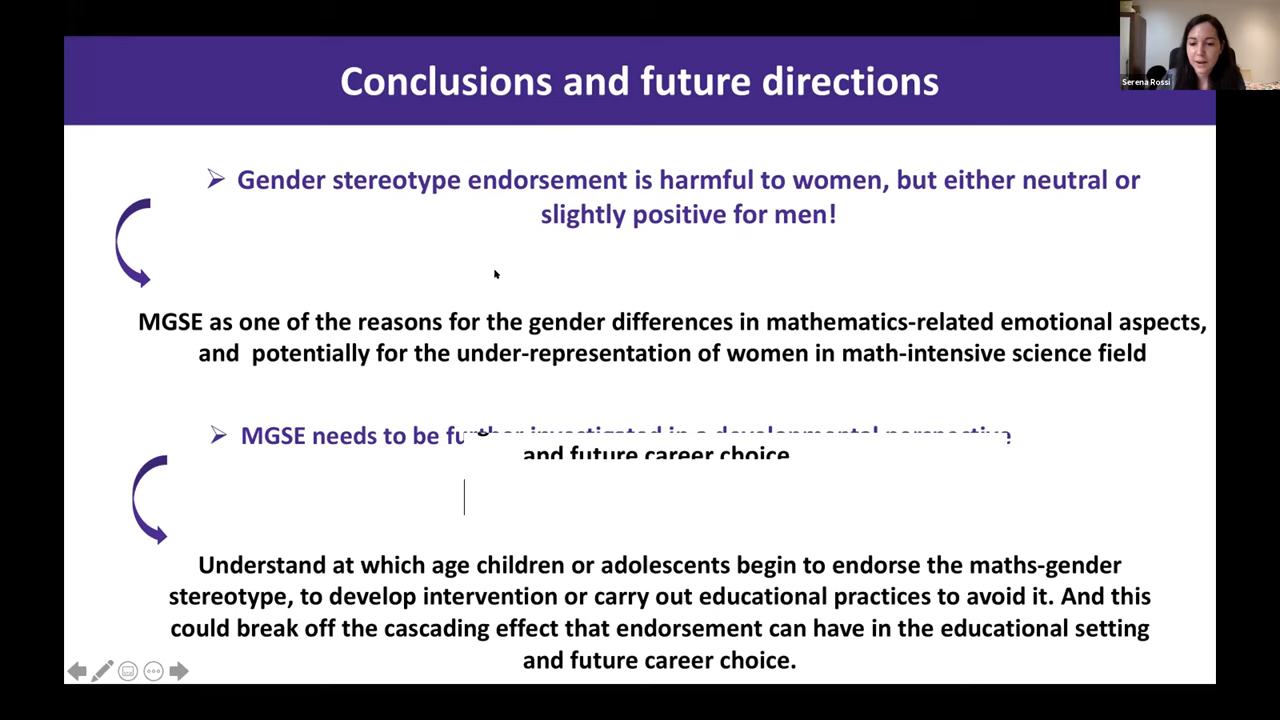 Conclusions and future directions
Serena Rossi
Gender stereotype endorsement is harmful to women, but either neutral or
slightly positive for men!
MGSE as one of the reasons for the gender differences in mathematics-related emotional aspects,
and potentially for the under-representation of women in math-intensive science field
MGSE needs to be further investigated in a developmental perspective
and future career choice
Understand at which age children or adolescents begin to endorse the maths-gender
stereotype, to develop intervention or carry out educational practices to avoid it. And this
could break off the cascading effect that endorsement can have in the educational setting
and future career choice.